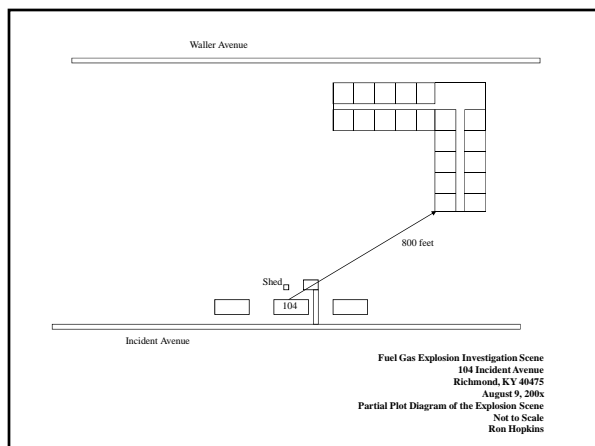 Waller Avenue
800 feet
Shed
104
Incident Avenue
Fuel Gas Explosion Investigation Scene
104 Incident Avenue
Richmond, KY 40475
August 9, 200x
Partial Plot Diagram of the Explosion Scene
Not to Scale
Ron Hopkins